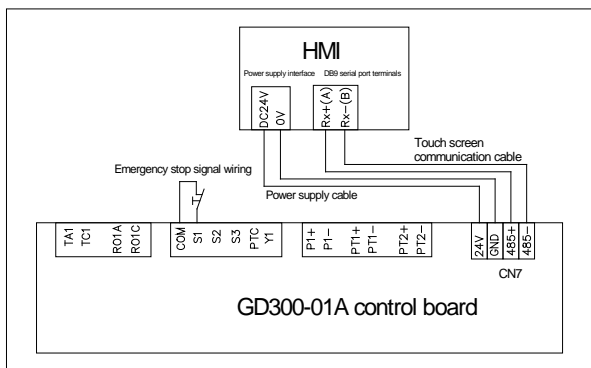 HMI
Power supply interface
DB9 serial port terminals
DC24V
0V
Rx+(A)
Rx-(B)
Touch screen
communication cable
Emergency stop signal wiring
Power supply cable
TA1
TC1
RO1A
RO1C
COM
S1
S2
S3
PTC
Y1
P1+
P1-
PT1+
PT1-
PT2+
PT2-
24V
GND
485+
485-
CN7
GD300-01A control board